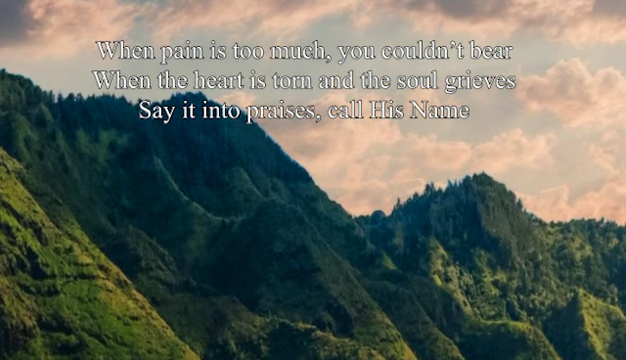 When pain is too much, you couldn’t bear
When the heart is torn and the soul grieves
Say it into praises, call His Name